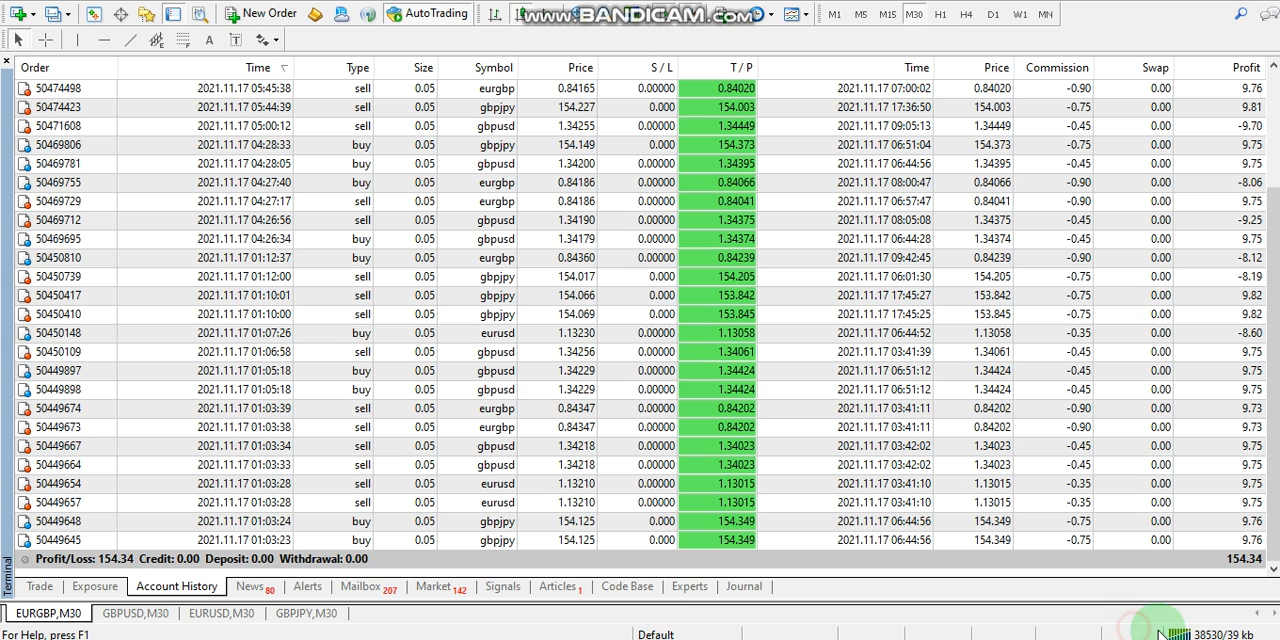 New Order AutoTrading www.BANDICAM.com M1 M5 M15 M30 H1 H4 D1 W1 MN
A T
Order Time Type Size Symbol Price S / L T / P Time Price Commission Swap Profit
50474498 2021.11.17 05:45:38 sell 0.05 eurgbp 0.84165 0.00000 0.84020 2021.11.17 07:00:02 0.84020 -0.90 0.00 9.76
50474423 2021.11.17 05:44:39 sell 0.05 gbpjpy 154.227 0.000 154.003 2021.11.17 17:36:50 154.003 -0.75 0.00 9.81
50471608 2021.11.17 05:00:12 sell 0.05 gbpusd 1.34255 0.00000 1.34449 2021.11.17 09:05:13 1.34449 -0.45 0.00 -9.70
50469806 2021.11.17 04:28:33 buy 0.05 gbpjpy 154.149 0.000 154.373 2021.11.17 06:51:04 154.373 -0.75 0.00 9.75
50469781 2021.11.17 04:28:05 buy 0.05 gbpusd 1.34200 0.00000 1.34395 2021.11.17 06:44:56 1.34395 -0.45 0.00 9.75
50469755 2021.11.17 04:27:40 buy 0.05 eurgbp 0.84186 0.00000 0.84066 2021.11.17 08:00:47 0.84066 -0.90 0.00 -8.06
50469729 2021.11.17 04:27:17 sell 0.05 eurgbp 0.84186 0.00000 0.84041 2021.11.17 06:57:47 0.84041 -0.90 0.00 9.75
50469712 2021.11.17 04:26:56 sell 0.05 gbpusd 1.34190 0.00000 1.34375 2021.11.17 08:05:08 1.34375 -0.45 0.00 -9.25
50469695 2021.11.17 04:26:34 buy 0.05 gbpusd 1.34179 0.00000 1.34374 2021.11.17 06:44:28 1.34374 -0.45 0.00 9.75
50450810 2021.11.17 01:12:37 buy 0.05 eurgbp 0.84360 0.00000 0.84239 2021.11.17 09:42:45 0.84239 -0.90 0.00 -8.12
50450739 2021.11.17 01:12:00 sell 0.05 gbpjpy 154.017 0.000 154.205 2021.11.17 06:01:30 154.205 -0.75 0.00 -8.19
50450417 2021.11.17 01:10:01 sell 0.05 gbpjpy 154.066 0.000 153.842 2021.11.17 17:45:27 153.842 -0.75 0.00 9.82
50450410 2021.11.17 01:10:00 sell 0.05 gbpjpy 154.069 0.000 153.845 2021.11.17 17:45:25 153.845 -0.75 0.00 9.82
50450148 2021.11.17 01:07:26 buy 0.05 eurusd 1.13230 0.00000 1.13058 2021.11.17 06:44:52 1.13058 -0.35 0.00 -8.60
50450109 2021.11.17 01:06:58 sell 0.05 gbpusd 1.34256 0.00000 1.34061 2021.11.17 03:41:39 1.34061 -0.45 0.00 9.75
50449897 2021.11.17 01:05:18 buy 0.05 gbpusd 1.34229 0.00000 1.34424 2021.11.17 06:51:12 1.34424 -0.45 0.00 9.75
50449898 2021.11.17 01:05:18 buy 0.05 gbpusd 1.34229 0.00000 1.34424 2021.11.17 06:51:12 1.34424 -0.45 0.00 9.75
50449674 2021.11.17 01:03:39 sell 0.05 eurgbp 0.84347 0.00000 0.84202 2021.11.17 03:41:11 0.84202 -0.90 0.00 9.73
50449673 2021.11.17 01:03:38 sell 0.05 eurgbp 0.84347 0.00000 0.84202 2021.11.17 03:41:11 0.84202 -0.90 0.00 9.73
50449667 2021.11.17 01:03:34 sell 0.05 gbpusd 1.34218 0.00000 1.34023 2021.11.17 03:42:02 1.34023 -0.45 0.00 9.75
50449664 2021.11.17 01:03:33 sell 0.05 gbpusd 1.34218 0.00000 1.34023 2021.11.17 03:42:02 1.34023 -0.45 0.00 9.75
50449654 2021.11.17 01:03:28 sell 0.05 eurusd 1.13210 0.00000 1.13015 2021.11.17 03:41:10 1.13015 -0.35 0.00 9.75
50449657 2021.11.17 01:03:28 sell 0.05 eurusd 1.13210 0.00000 1.13015 2021.11.17 03:41:10 1.13015 -0.35 0.00 9.75
50449648 2021.11.17 01:03:24 buy 0.05 gbpjpy 154.125 0.000 154.349 2021.11.17 06:44:56 154.349 -0.75 0.00 9.76
50449645 2021.11.17 01:03:23 buy 0.05 gbpjpy 154.125 0.000 154.349 2021.11.17 06:44:56 154.349 -0.75 0.00 9.76
Profit/Loss: 154.34 Credit: 0.00 Deposit: 0.00 Withdrawal: 0.00 154.34
Terminal
Trade Exposure Account History News 80 Alerts Mailbox 207 Market 142 Signals Articles 1 Code Base Experts Journal
EURGBP,M30 GBPUSD,M30 EURUSD,M30 GBPJPY,M30
For Help, press F1 Default 38530/39 kb